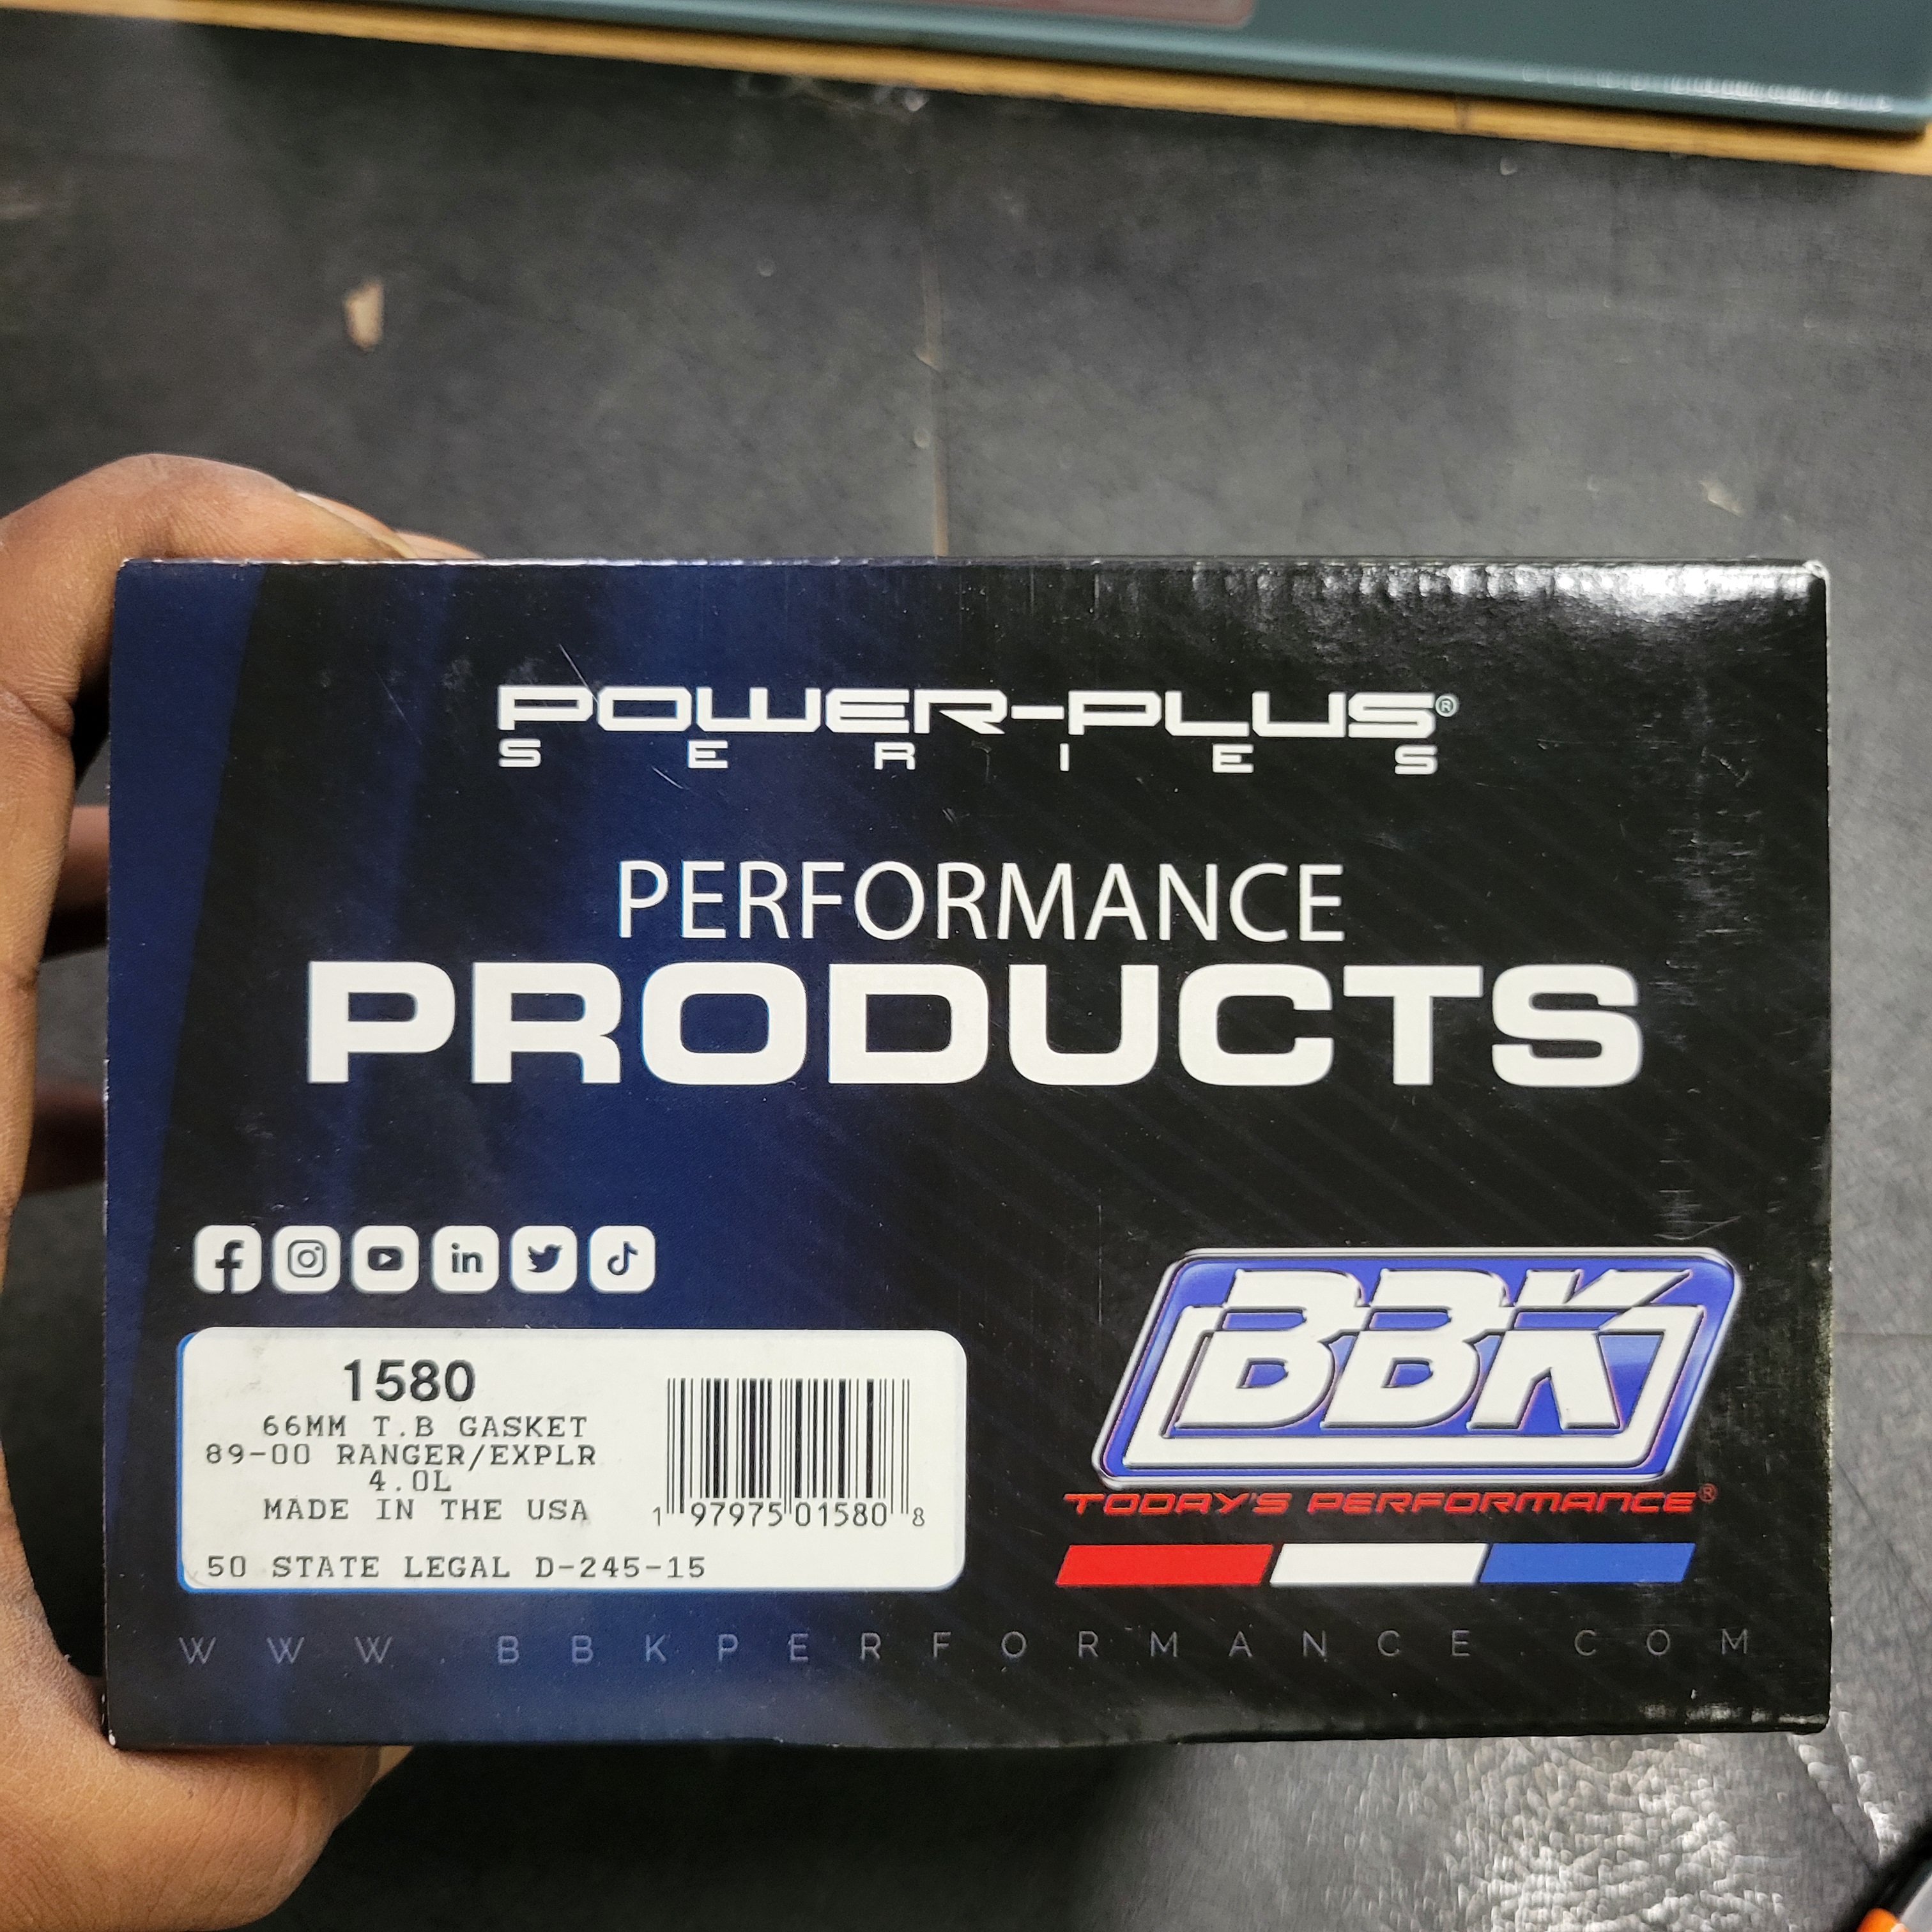 POWER-PLUS®
SERIES
PERFORMANCE
PRODUCTS
in
1580
66MM T.B GASKET
89-00 RANGER/EXPLR
4.0L
MADE IN THE USA
1 97975 01580 8
50 STATE LEGAL D-245-15
BBK
TODAY'S PERFORMANCE®
WWW.BBKPERFORMANCE.COM